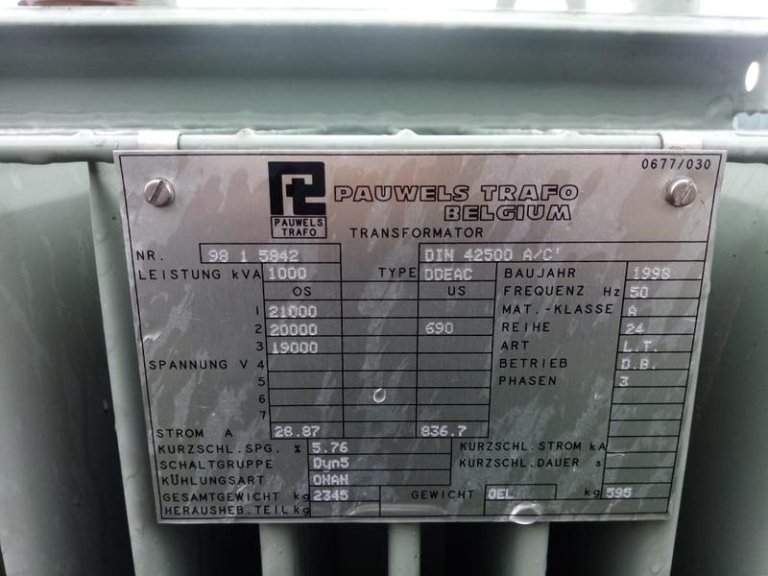 0677/030
PAUWELS TRAFO
PAUWELS TRAFO BELGIUM
TRANSFORMATOR
NR. 98 1 5842 DIN 42500 A/C'
LEISTUNG kVA 1000 TYPE DDEAC BAUJAHR 1998
OS US FREQUENZ Hz 50
1 21000 MAT.-KLASSE A
2 20000 690 REIHE 24
3 19000 ART L.T.
SPANNUNG V 4 BETRIEB D.B.
5 PHASEN 3
6
7
STROM A 28.87 836.7
KURZSCHL.SPG. % 5.76 KURZSCHL.STROM kA
SCHALTGRUPPE Dyn5 KURZSCHL.DAUER s
KÜHLUNGSART ONAN
GESAMTGEWICHT kg 2345 GEWICHT OEL kg 595
HERAUSHEB.TEIL kg